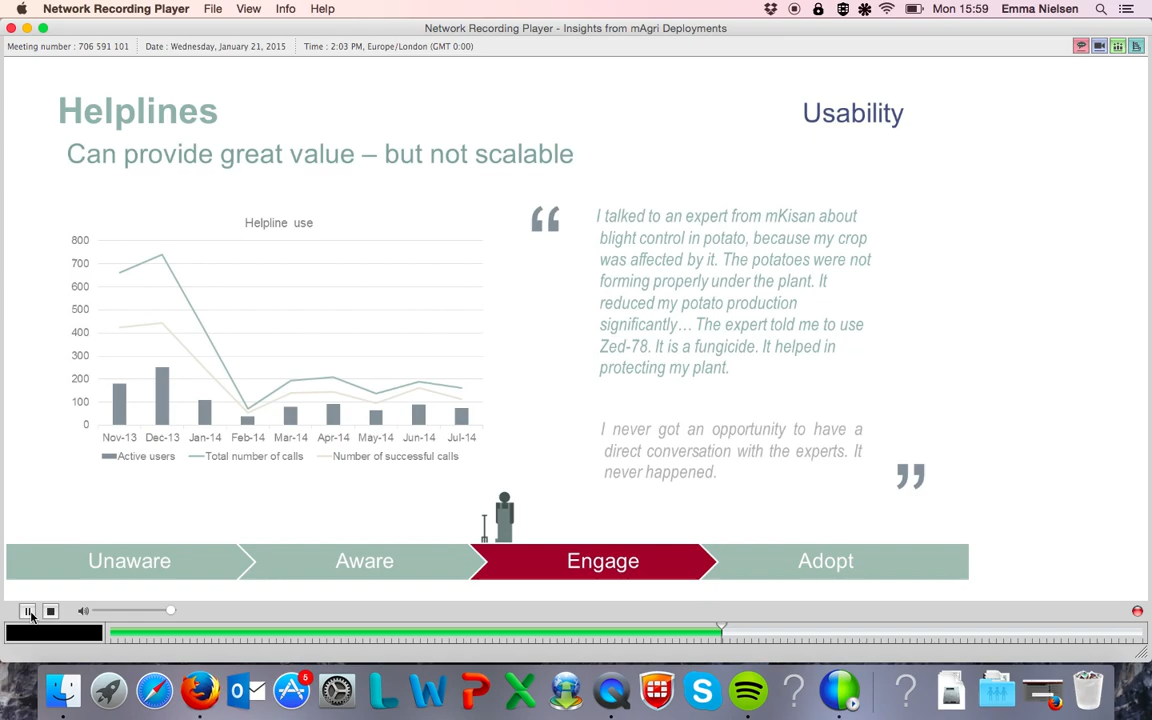 Network Recording Player File View Info Help Mon 15:59 Emma Nielsen
Network Recording Player - Insights from mAgri Deployments
Meeting number : 706 591 101 Date : Wednesday, January 21, 2015 Time : 2:03 PM, Europe/London (GMT 0:00)
Helplines
Usability
Can provide great value – but not scalable
Helpline use
800
700
600
500
400
300
200
100
0
Nov-13 Dec-13 Jan-14 Feb-14 Mar-14 Apr-14 May-14 Jun-14 Jul-14
Active users Total number of calls Number of successful calls
“
I talked to an expert from mKisan about
blight control in potato, because my crop
was affected by it. The potatoes were not
forming properly under the plant. It
reduced my potato production
significantly… The expert told me to use
Zed-78. It is a fungicide. It helped in
protecting my plant.
I never got an opportunity to have a
direct conversation with the experts. It
never happened.
”
Unaware Aware Engage Adopt
5